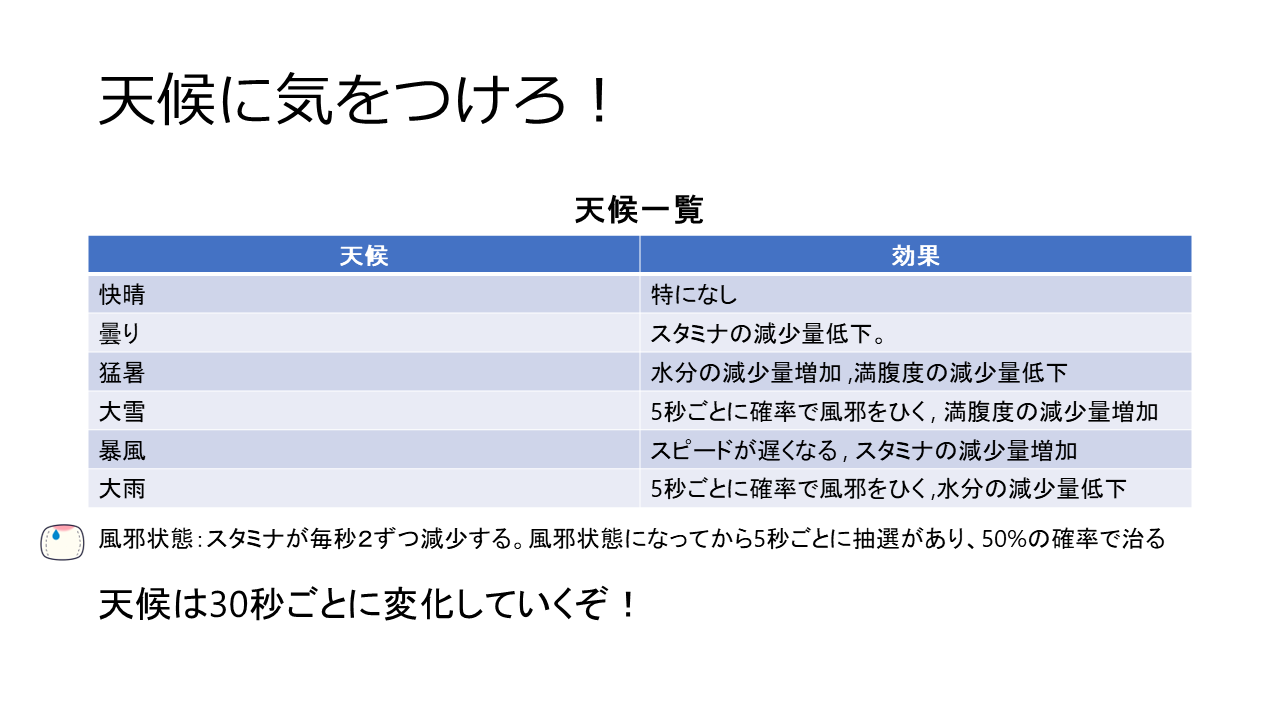 天候に気をつけろ！
天候一覧
天候 効果
快晴 特になし
曇り スタミナの減少量低下。
猛暑 水分の減少量増加 ,満腹度の減少量低下
大雪 5秒ごとに確率で風邪をひく , 満腹度の減少量増加
暴風 スピードが遅くなる , スタミナの減少量増加
大雨 5秒ごとに確率で風邪をひく ,水分の減少量低下
風邪状態：スタミナが毎秒２ずつ減少する。風邪状態になってから5秒ごとに抽選があり、50%の確率で治る
天候は30秒ごとに変化していくぞ！